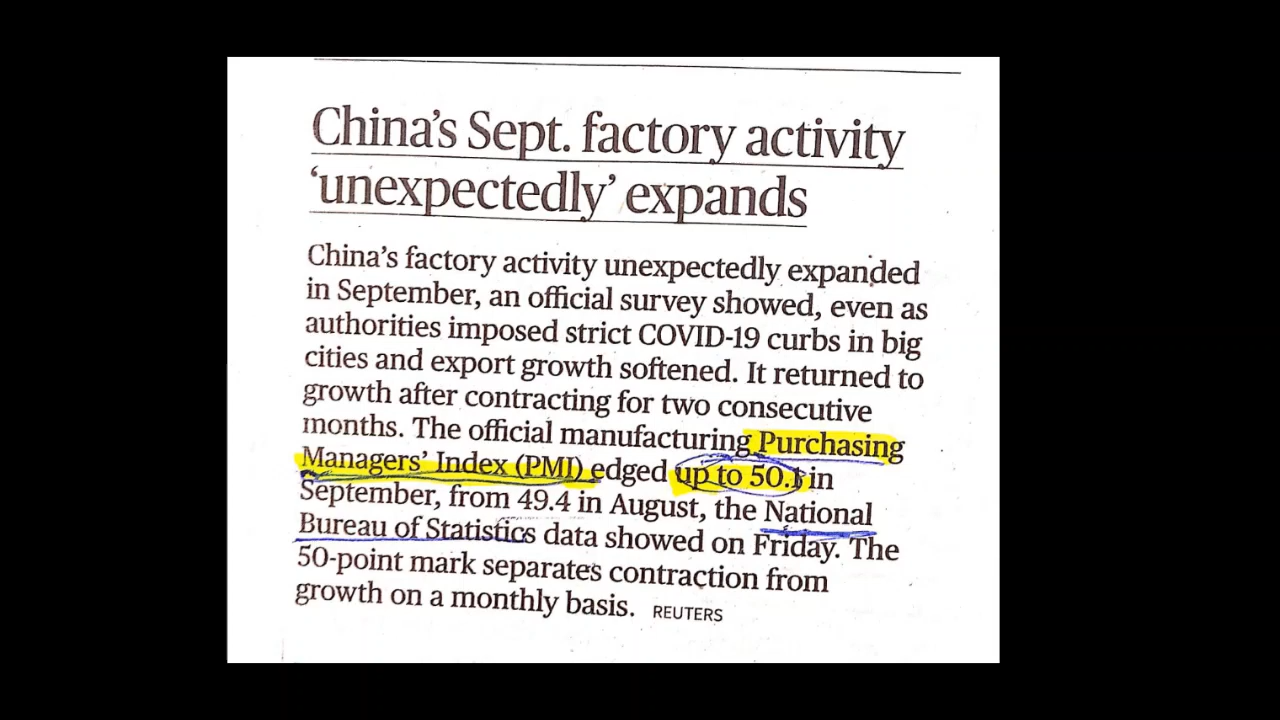 China's Sept. factory activity
'unexpectedly' expands
China's factory activity unexpectedly expanded
in September, an official survey showed, even as
authorities imposed strict COVID-19 curbs in big
cities and export growth softened. It returned to
growth after contracting for two consecutive
months. The official manufacturing Purchasing
Managers' Index (PMI) edged up to 50.1 in
September, from 49.4 in August, the National
Bureau of Statistics data showed on Friday. The
50-point mark separates contraction from
growth on a monthly basis. REUTERS